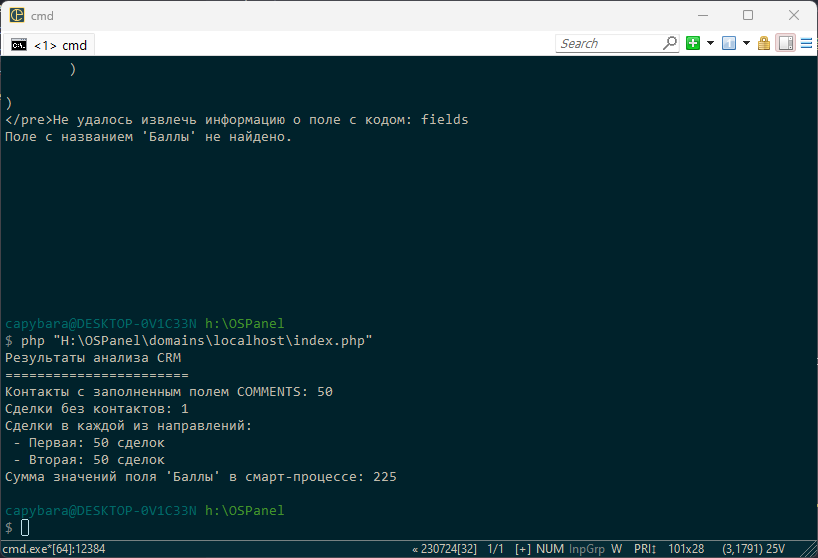 cmd
<1> cmd
Search
)
)
</pre>Не удалось извлечь информацию о поле с кодом: fields
Поле с названием 'Баллы' не найдено.
capybara@DESKTOP-0V1C33N h:\OSPanel
$ php "H:\OSPanel\domains\localhost\index.php"
Результаты анализа CRM
=======================
Контакты с заполненным полем COMMENTS: 50
Сделки без контактов: 1
Сделки в каждой из направлений:
- Первая: 50 сделок
- Вторая: 50 сделок
Сумма значений поля 'Баллы' в смарт-процессе: 225
capybara@DESKTOP-0V1C33N h:\OSPanel
$
cmd.exe*[64]:12384 « 230724[32] 1/1 [+] NUM InpGrp W PRI↕ 101x28 (3,1791) 25V